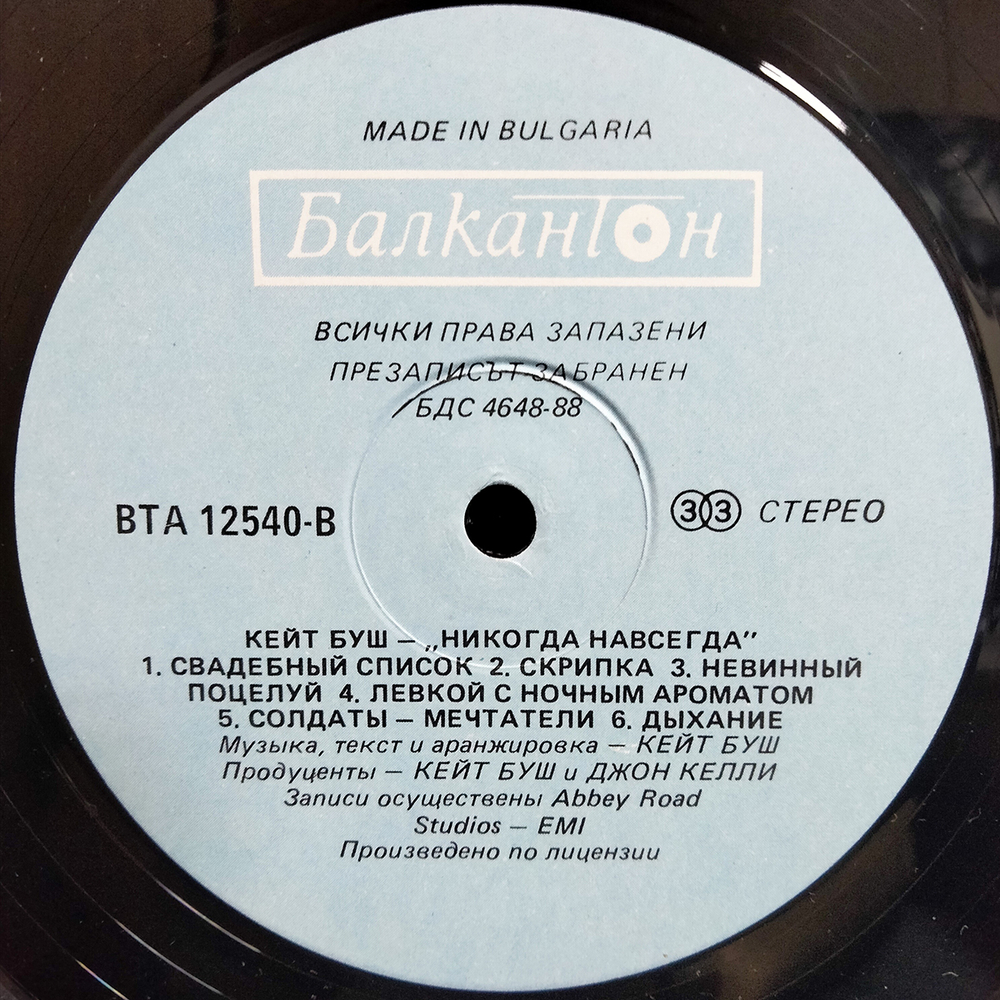 MADE IN BULGARIA
Балкантон
ВСИЧКИ ПРАВА ЗАПАЗЕНИ
ПРЕЗАПИСЪТ ЗАБРАНЕН
БДС 4648-88
ВТА 12540-В
33 СТЕРЕО
КЕЙТ БУШ – „НИКОГДА НАВСЕГДА”
1. СВАДЕБНЫЙ СПИСОК 2. СКРИПКА 3. НЕВИННЫЙ
ПОЦЕЛУЙ 4. ЛЕВКОЙ С НОЧНЫМ АРОМАТОМ
5. СОЛДАТЫ – МЕЧТАТЕЛИ 6. ДЫХАНИЕ
Музыка, текст и аранжировка – КЕЙТ БУШ
Продуценты – КЕЙТ БУШ и ДЖОН КЕЛЛИ
Записи осуществены Abbey Road
Studios – EMI
Произведено по лицензии